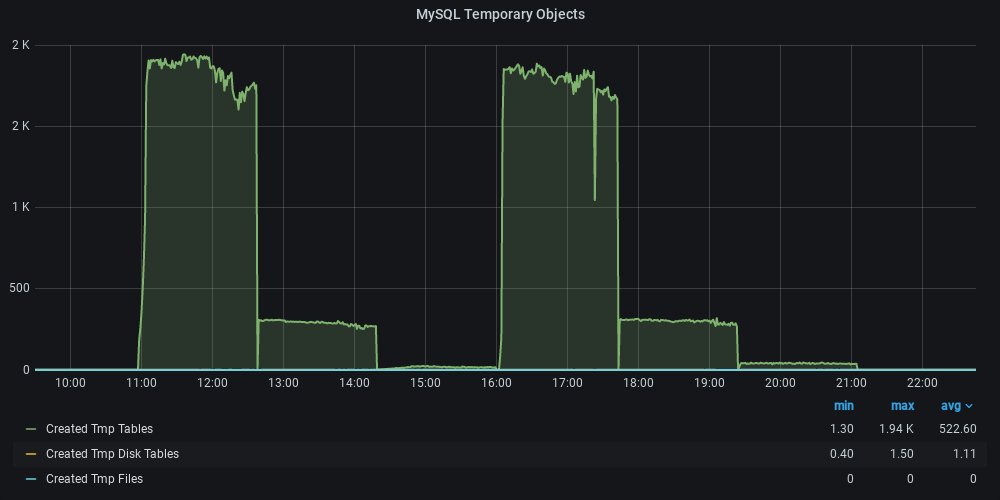 MySQL Temporary Objects
2 K
2 K
1 K
500
0
10:00 11:00 12:00 13:00 14:00 15:00 16:00 17:00 18:00 19:00 20:00 21:00 22:00
min max avg
Created Tmp Tables 1.30 1.94 K 522.60
Created Tmp Disk Tables 0.40 1.50 1.11
Created Tmp Files 0 0 0